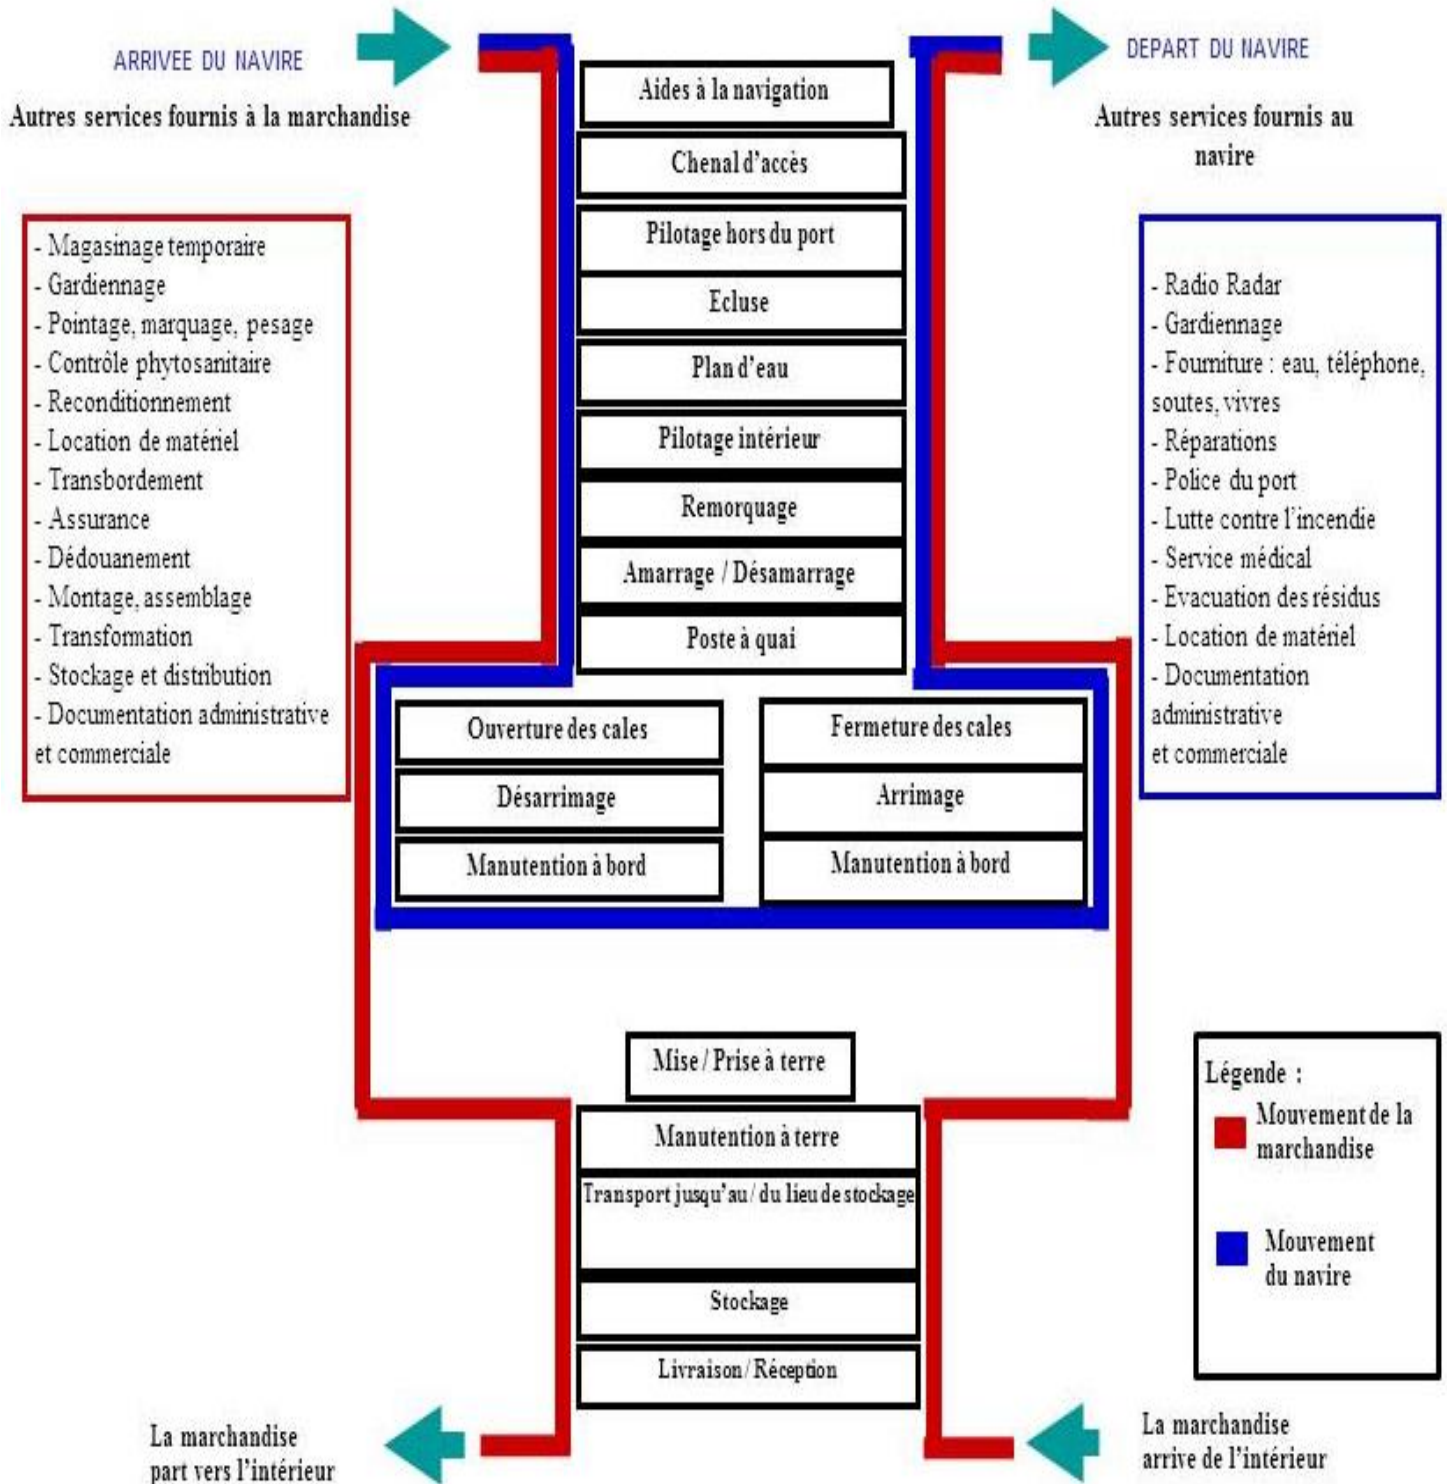 ARRIVEE DU NAVIRE
DEPART DU NAVIRE
Autres services fournis à la marchandise
Autres services fournis au
navire
- Magasinage temporaire
- Gardiennage
- Pointage, marquage, pesage
- Contrôle phytosanitaire
- Reconditionnement
- Location de matériel
- Transbordement
- Assurance
- Dédouanement
- Montage, assemblage
- Transformation
- Stockage et distribution
- Documentation administrative
et commerciale
Aides à la navigation
Chenal d'accès
Pilotage hors du port
Ecluse
Plan d'eau
Pilotage intérieur
Remorquage
Amarrage / Désamarrage
Poste à quai
- Radio Radar
- Gardiennage
- Fourniture : eau, téléphone,
soutes, vivres
- Réparations
- Police du port
- Lutte contre l'incendie
- Service médical
- Evacuation des résidus
- Location de matériel
- Documentation
administrative
et commerciale
Ouverture des cales
Désarrimage
Manutention à bord
Fermeture des cales
Arrimage
Manutention à bord
Mise / Prise à terre
Manutention à terre
Transport jusqu'au / du lieu de stockage
Stockage
Livraison / Réception
Légende :
Mouvement de la
marchandise
Mouvement
du navire
La marchandise
part vers l'intérieur
La marchandise
arrive de l'intérieur